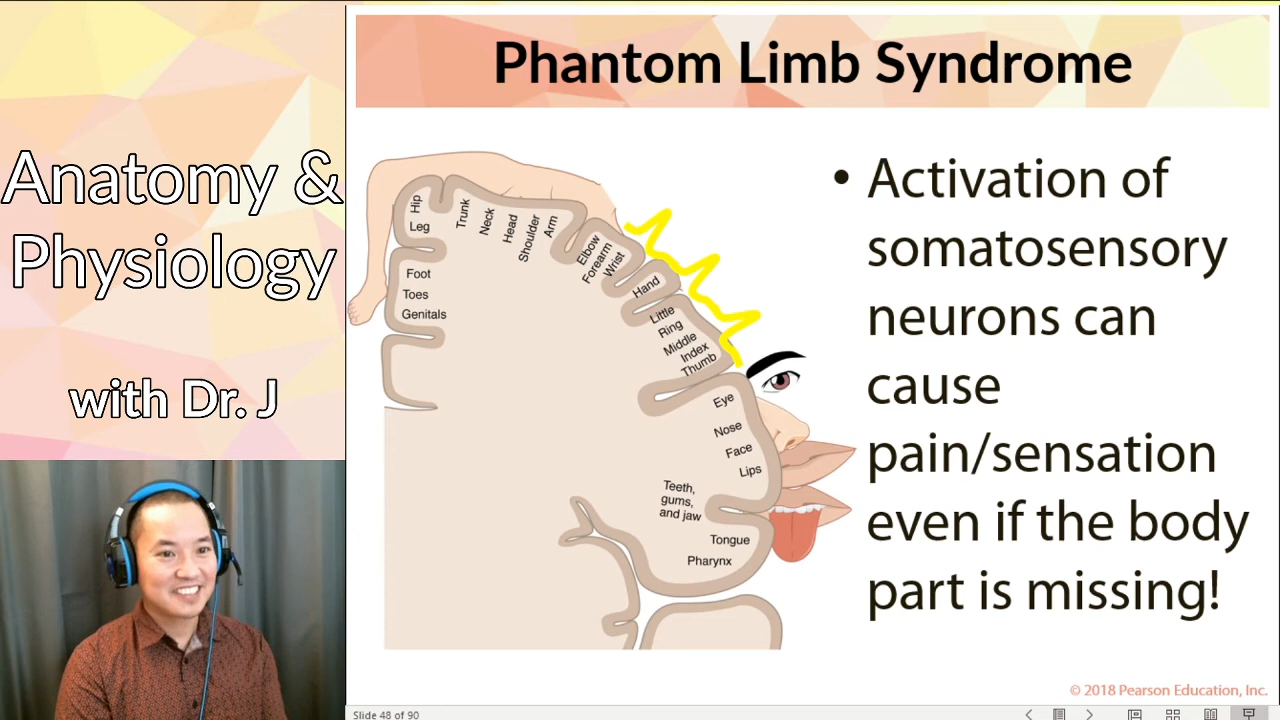 Anatomy &
Physiology
with Dr. J
Phantom Limb Syndrome
Hip
Leg
Foot
Toes
Genitals
Trunk
Neck
Head
Shoulder
Arm
Elbow
Forearm
Wrist
Hand
Little
Ring
Middle
Index
Thumb
Eye
Nose
Face
Lips
Teeth,
gums,
and jaw
Tongue
Pharynx
• Activation of
somatosensory
neurons can
cause
pain/sensation
even if the body
part is missing!
© 2018 Pearson Education, Inc.
Slide 48 of 90